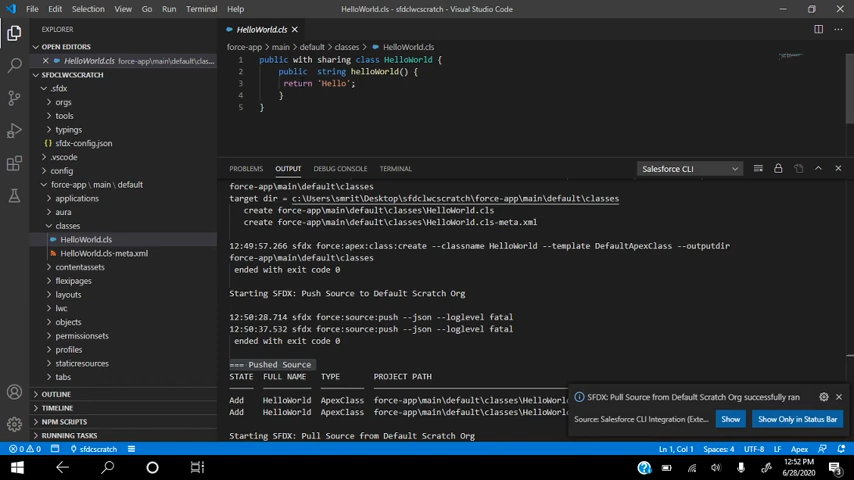 File Edit Selection View Go Run Terminal Help HelloWorld.cls - sfdclwcscratch - Visual Studio Code
EXPLORER
OPEN EDITORS
HelloWorld.cls force-app\main\default\clas...
SFDCLWCSCRATCH
.sfdx
orgs
tools
typings
sfdx-config.json
.vscode
config
force-app \ main \ default
applications
aura
classes
HelloWorld.cls
HelloWorld.cls-meta.xml
contentassets
flexipages
layouts
lwc
objects
permissionsets
profiles
staticresources
tabs
OUTLINE
TIMELINE
NPM SCRIPTS
RUNNING TASKS
HelloWorld.cls
force-app > main > default > classes > HelloWorld.cls
1 public with sharing class HelloWorld {
2 public string helloWorld() {
3 return 'Hello';
4 }
5 }
PROBLEMS OUTPUT DEBUG CONSOLE TERMINAL Salesforce CLI
force-app\main\default\classes
target dir = c:\Users\smrit\Desktop\sfdclwcscratch\force-app\main\default\classes
create force-app\main\default\classes\HelloWorld.cls
create force-app\main\default\classes\HelloWorld.cls-meta.xml
12:49:57.266 sfdx force:apex:class:create --classname HelloWorld --template DefaultApexClass --outputdir
force-app\main\default\classes
ended with exit code 0
Starting SFDX: Push Source to Default Scratch Org
12:50:28.714 sfdx force:source:push --json --loglevel fatal
12:50:37.532 sfdx force:source:push --json --loglevel fatal
ended with exit code 0
=== Pushed Source
STATE FULL NAME TYPE PROJECT PATH
Add HelloWorld ApexClass force-app\main\default\classes\HelloWo
Add HelloWorld ApexClass force-app\main\default\classes\HelloWo
Starting SFDX: Pull Source from Default Scratch Org
SFDX: Pull Source from Default Scratch Org successfully ran
Source: Salesforce CLI Integration (Exte... Show Show Only in Status Bar
0 0 sfdcscratch Ln 1, Col 1 Spaces: 4 UTF-8 LF Apex
12:52 PM
6/28/2020
3